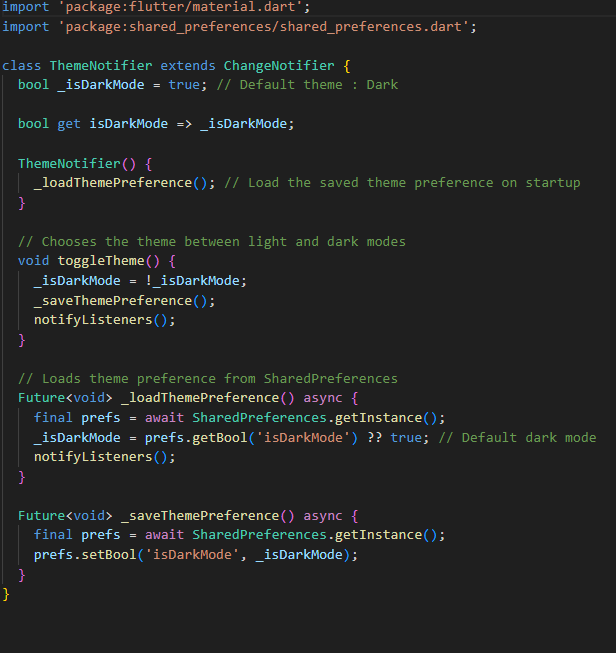 import 'package:flutter/material.dart';
import 'package:shared_preferences/shared_preferences.dart';
class ThemeNotifier extends ChangeNotifier {
bool _isDarkMode = true; // Default theme : Dark
bool get isDarkMode => _isDarkMode;
ThemeNotifier() {
_loadThemePreference(); // Load the saved theme preference on startup
}
// Chooses the theme between light and dark modes
void toggleTheme() {
_isDarkMode = !_isDarkMode;
_saveThemePreference();
notifyListeners();
}
// Loads theme preference from SharedPreferences
Future<void> _loadThemePreference() async {
final prefs = await SharedPreferences.getInstance();
_isDarkMode = prefs.getBool('isDarkMode') ?? true; // Default dark mode
notifyListeners();
}
Future<void> _saveThemePreference() async {
final prefs = await SharedPreferences.getInstance();
prefs.setBool('isDarkMode', _isDarkMode);
}
}